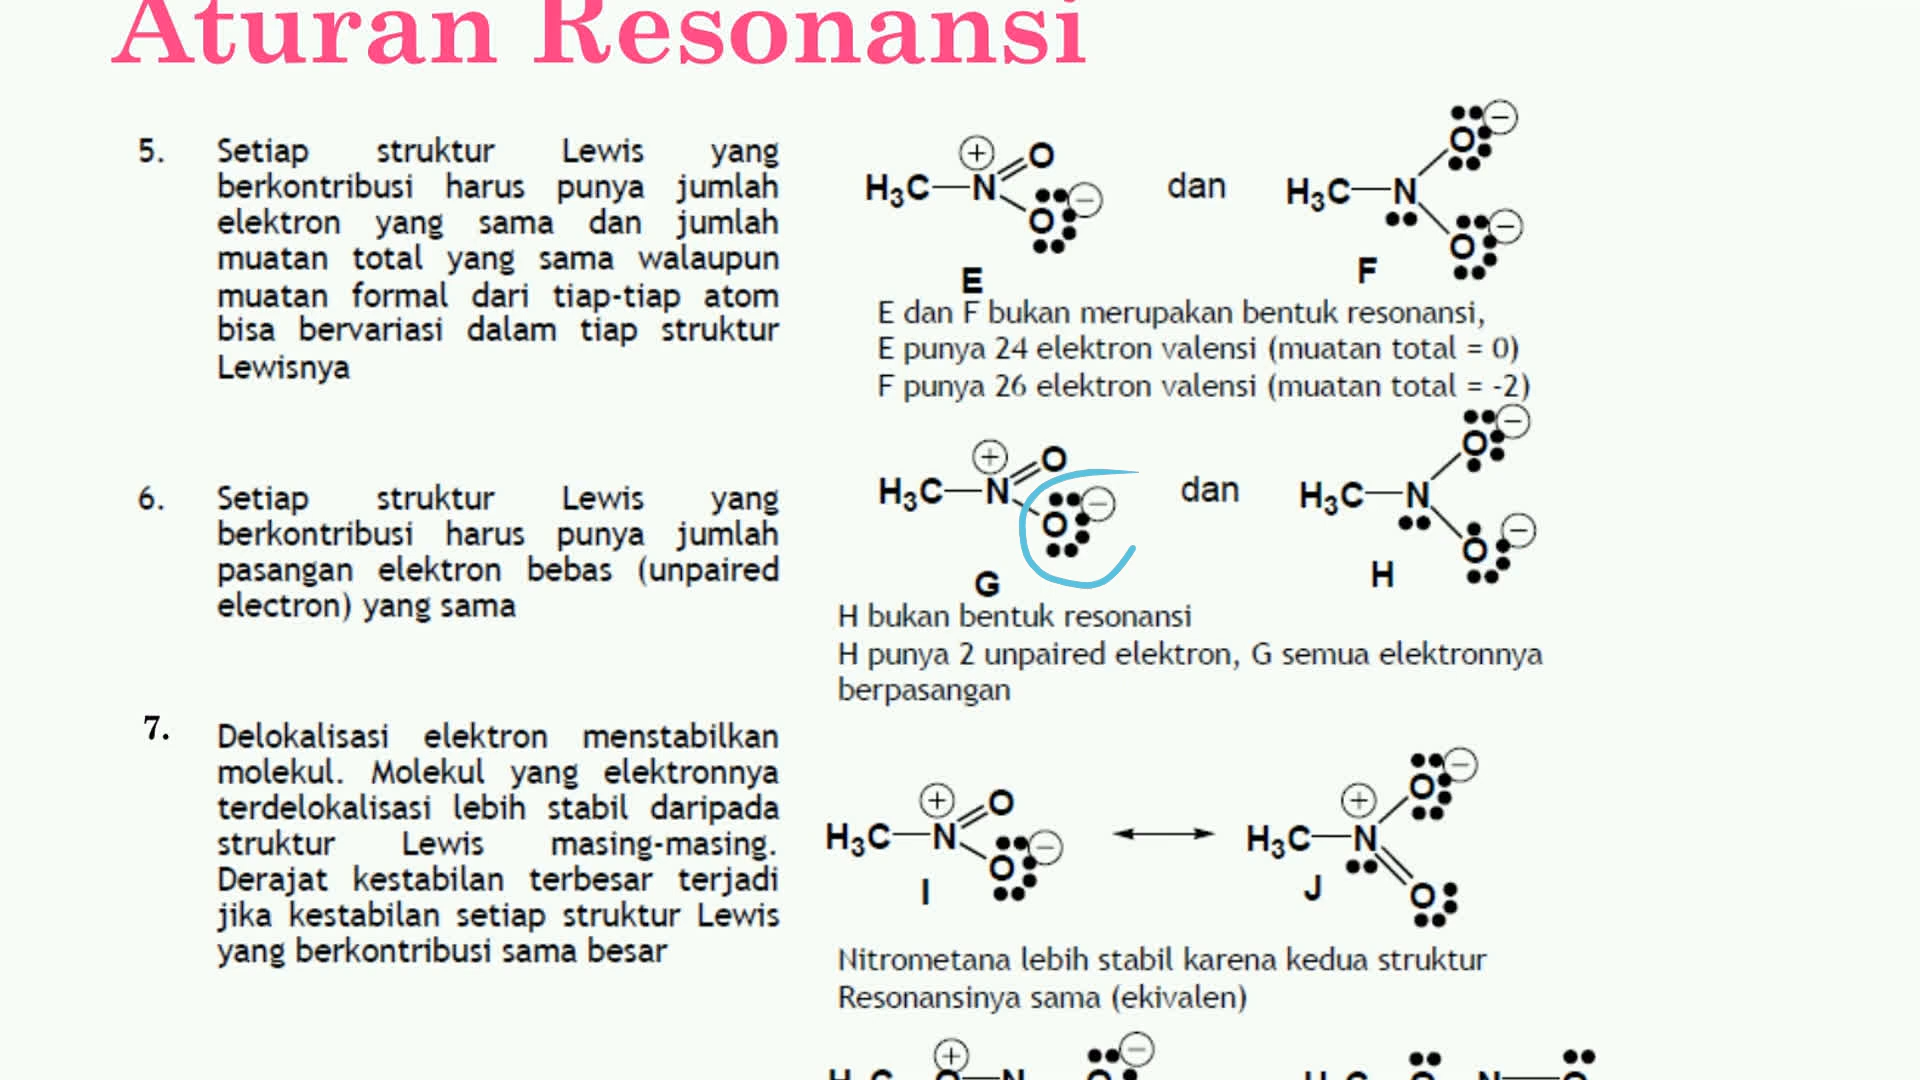 Aturan Resonansi
5. Setiap struktur Lewis yang
berkontribusi harus punya jumlah
elektron yang sama dan jumlah
muatan total yang sama walaupun
muatan formal dari tiap-tiap atom
bisa bervariasi dalam tiap struktur
Lewisnya
H₃C N O O dan H₃C N O O
E F
E dan F bukan merupakan bentuk resonansi,
E punya 24 elektron valensi (muatan total = 0)
F punya 26 elektron valensi (muatan total = -2)
6. Setiap struktur Lewis yang
berkontribusi harus punya jumlah
pasangan elektron bebas (unpaired
electron) yang sama
H₃C N O O dan H₃C N O O
G H
H bukan bentuk resonansi
H punya 2 unpaired elektron, G semua elektronnya
berpasangan
7. Delokalisasi elektron menstabilkan
molekul. Molekul yang elektronnya
terdelokalisasi lebih stabil daripada
struktur Lewis masing-masing.
Derajat kestabilan terbesar terjadi
jika kestabilan setiap struktur Lewis
yang berkontribusi sama besar
H₃C N O O H₃C N O O
I J
Nitrometana lebih stabil karena kedua struktur
Resonansinya sama (ekivalen)